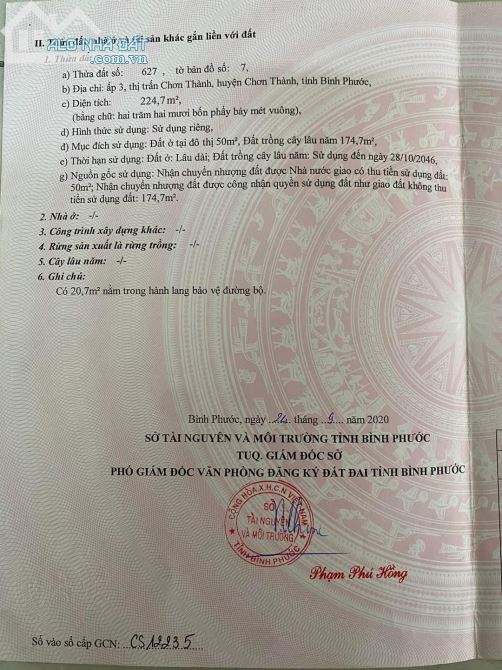 II. Thửa đất, nhà ở và tài sản khác gắn liền với đất
ALO NHÀ ĐẤT
.COM.VN
1. Thửa đất:
a) Thửa đất số: 627 , tờ bản đồ số: 7,
b) Địa chỉ: ấp 3, thị trấn Chơn Thành, huyện Chơn Thành, tỉnh Bình Phước,
c) Diện tích: 224,7m²,
(bằng chữ: hai trăm hai mươi bốn phẩy bảy mét vuông),
d) Hình thức sử dụng: Sử dụng riêng,
đ) Mục đích sử dụng: Đất ở tại đô thị 50m², Đất trồng cây lâu năm 174,7m²,
e) Thời hạn sử dụng: Đất ở: Lâu dài; Đất trồng cây lâu năm: Sử dụng đến ngày 28/10/2046,
g) Nguồn gốc sử dụng: Nhận chuyển nhượng đất được Nhà nước giao có thu tiền sử dụng đất:
50m²; Nhận chuyển nhượng đất được công nhận quyền sử dụng đất như giao đất không thu
tiền sử dụng đất: 174,7m².
2. Nhà ở: -/-
3. Công trình xây dựng khác: -/-
4. Rừng sản xuất là rừng trồng: -/-
5. Cây lâu năm: -/-
6. Ghi chú:
Có 20,7m² nằm trong hành lang bảo vệ đường bộ.
Bình Phước, ngày 24 tháng 9 năm 2020
SỞ TÀI NGUYÊN VÀ MÔI TRƯỜNG TỈNH BÌNH PHƯỚC
TUQ. GIÁM ĐỐC SỞ
PHÓ GIÁM ĐỐC VĂN PHÒNG ĐĂNG KÝ ĐẤT ĐAI TỈNH BÌNH PHƯỚC
CỘNG HÒA X.H.C.N VIỆT NAM
SỞ
TÀI NGUYÊN
VÀ MÔI TRƯỜNG
TỈNH BÌNH PHƯỚC
Phạm Phú Hồng
Số vào sổ cấp GCN: CS12235